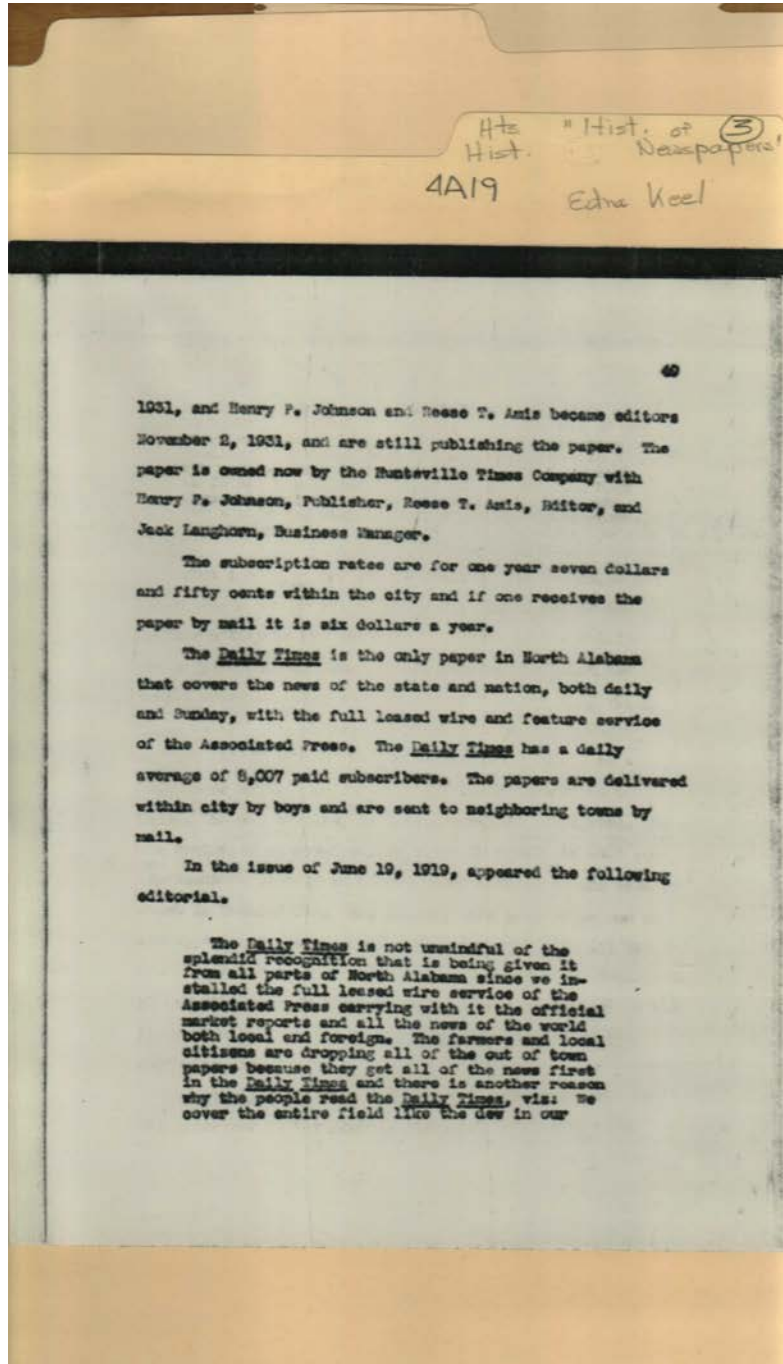 Hts "Hist. of 3
Hist. Newspapers"
4A19 Edna Keel
49
1931, and Henry P. Johnson and Reese T. Amis became editors
November 2, 1931, and are still publishing the paper. The
paper is owned now by the Huntsville Times Company with
Henry P. Johnson, Publisher, Reese T. Amis, Editor, and
Jack Langhorn, Business Manager.
The subscription rates are for one year seven dollars
and fifty cents within the city and if one receives the
paper by mail it is six dollars a year.
The Daily Times is the only paper in North Alabama
that covers the news of the state and nation, both daily
and Sunday, with the full leased wire and feature service
of the Associated Press. The Daily Times has a daily
average of 8,007 paid subscribers. The papers are delivered
within city by boys and are sent to neighboring towns by
mail.
In the issue of June 19, 1919, appeared the following
editorial.
The Daily Times is not unmindful of the
splendid recognition that is being given it
from all parts of North Alabama since we in-
stalled the full leased wire service of the
Associated Press carrying with it the official
market reports and all the news of the world
both local and foreign. The farmers and local
citizens are dropping all of the out of town
papers because they get all of the news first
in the Daily Times and there is another reason
why the people read the Daily Times, viz: We
cover the entire field like the dew in our